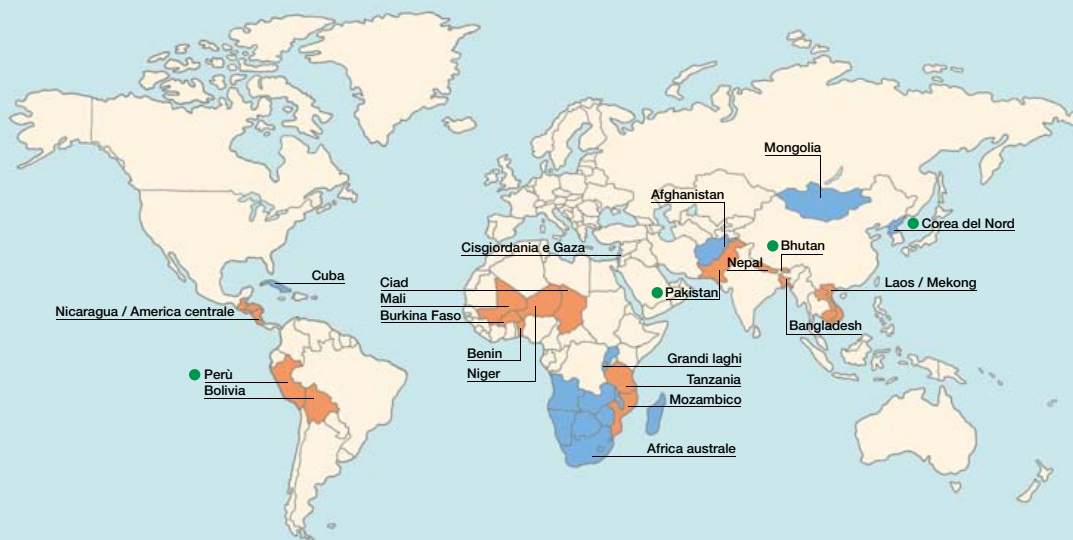 Mongolia
Afghanistan
Corea del Nord
Cisgiordania e Gaza
Bhutan
Nepal
Cuba
Ciad
Laos / Mekong
Pakistan
Mali
Nicaragua / America centrale
Burkina Faso
Bangladesh
Benin
Grandi laghi
Niger
Perù
Tanzania
Bolivia
Mozambico
Africa australe